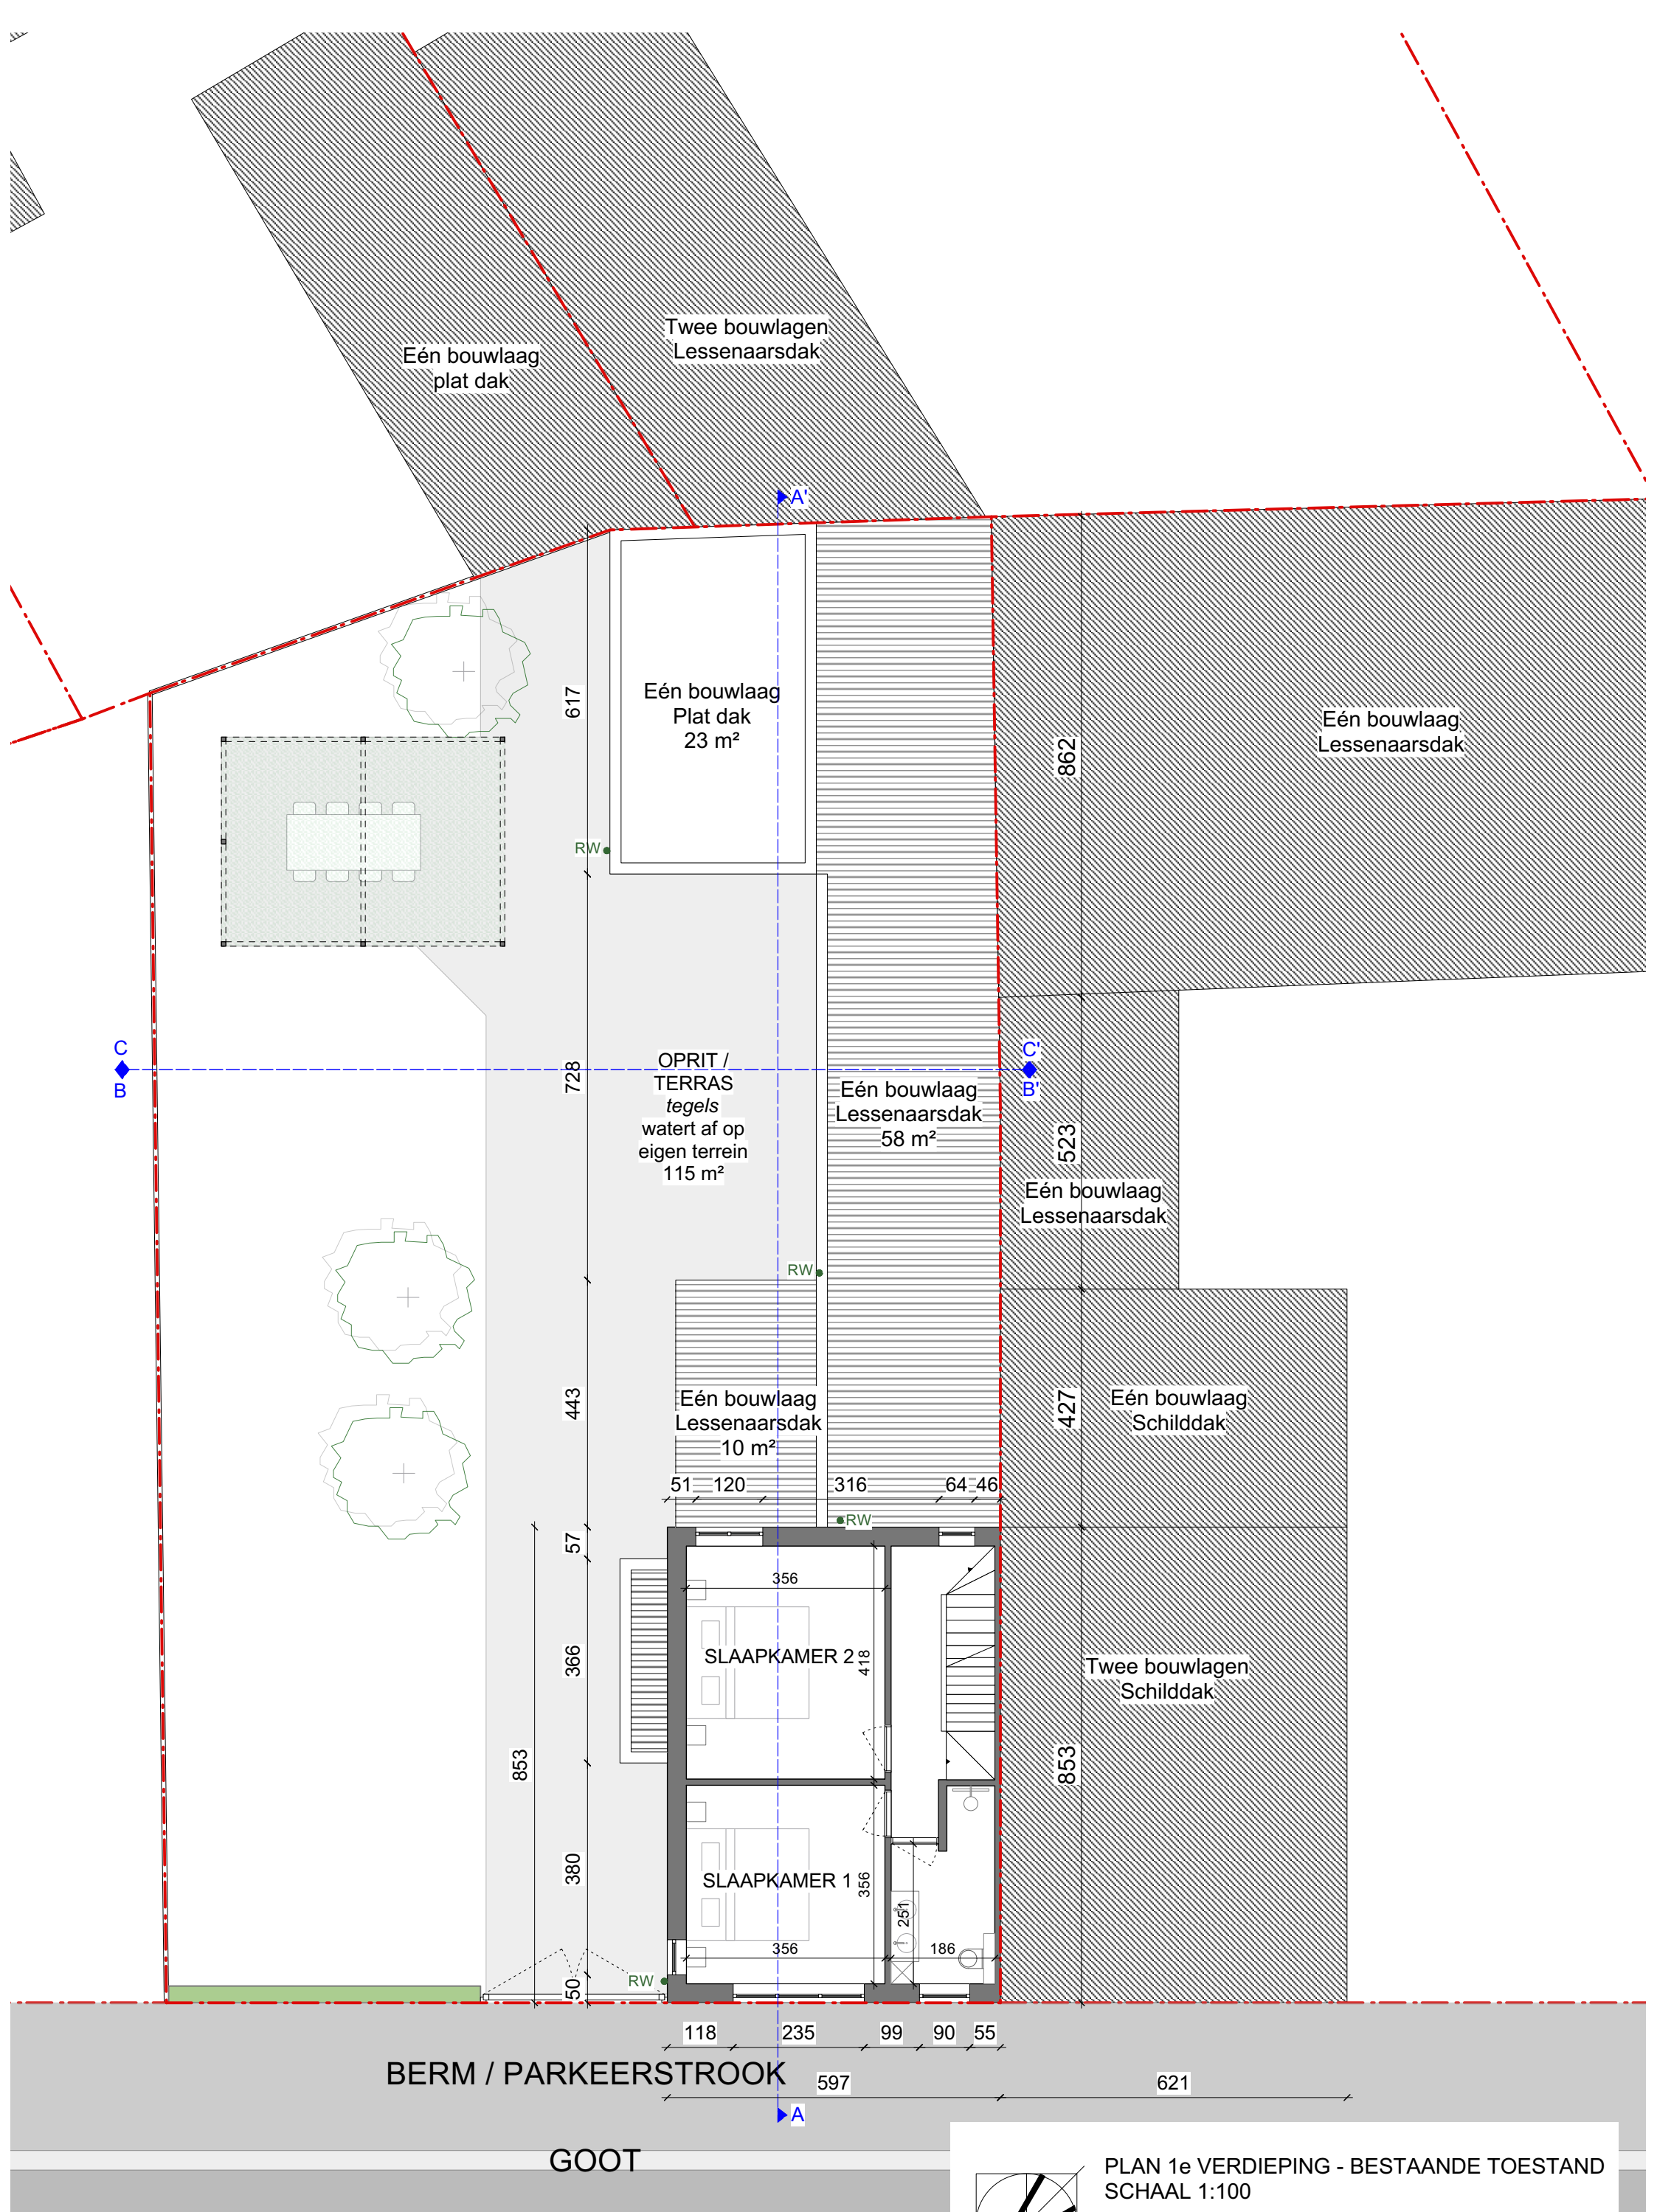 Twee bouwlagen
Lessenaarsdak
Eén bouwlaag
plat dak
A'
617
Eén bouwlaag
Plat dak
23 m²
862
Eén bouwlaag
Lessenaarsdak
RW
C
B
728
OPRIT /
TERRAS
tegels
watert af op
eigen terrein
115 m²
Eén bouwlaag
Lessenaarsdak
58 m²
C'
B'
523
Eén bouwlaag
Lessenaarsdak
RW
443
Eén bouwlaag
Lessenaarsdak
10 m²
427
Eén bouwlaag
Schilddak
51 120 316 64 46
RW
57
356
366
SLAAPKAMER 2
418
Twee bouwlagen
Schilddak
853
853
380
SLAAPKAMER 1
356
251
356
186
RW
50
118 235 99 90 55
BERM / PARKEERSTROOK
597
621
A
GOOT
PLAN 1e VERDIEPING - BESTAANDE TOESTAND
SCHAAL 1:100